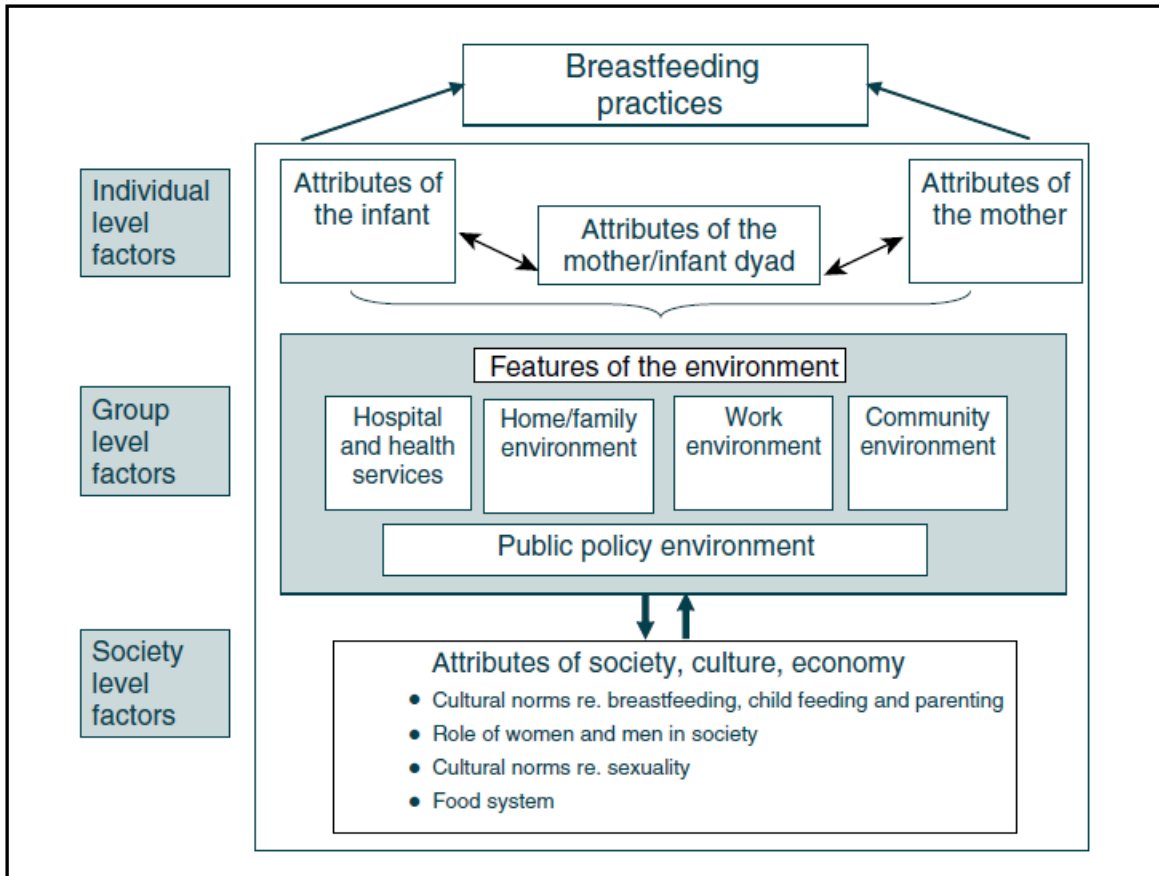 Breastfeeding
practices
Individual
level
factors
Attributes of
the infant
Attributes of the
mother/infant dyad
Attributes of
the mother
Group
level
factors
Features of the environment
Hospital
and health
services
Home/family
environment
Work
environment
Community
environment
Public policy environment
Society
level
factors
Attributes of society, culture, economy
• Cultural norms re. breastfeeding, child feeding and parenting
• Role of women and men in society
• Cultural norms re. sexuality
• Food system